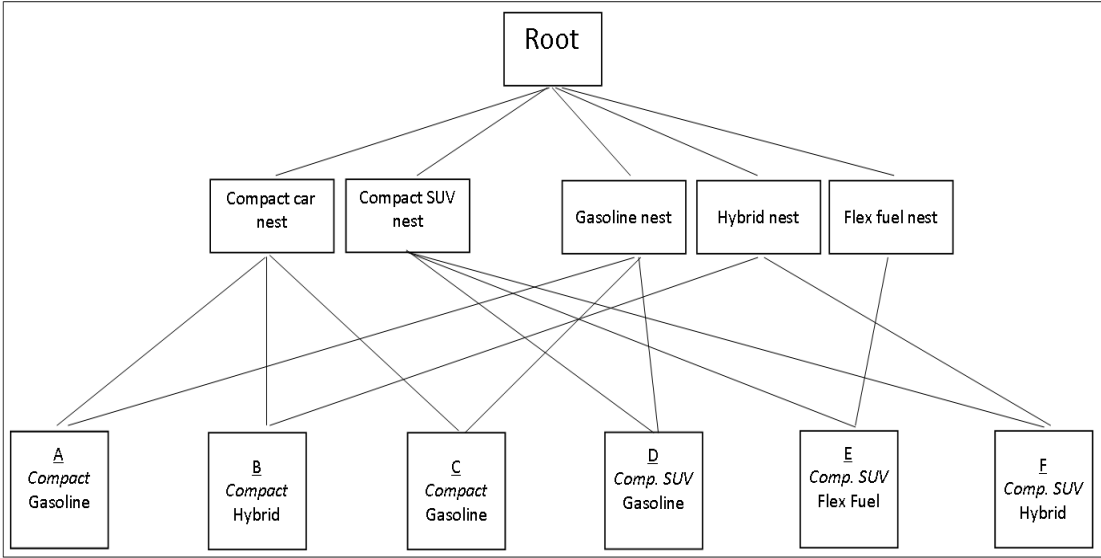 Root
Compact car
nest
Compact SUV
nest
Gasoline nest
Hybrid nest
Flex fuel nest
A
Compact
Gasoline
B
Compact
Hybrid
C
Compact
Gasoline
D
Comp. SUV
Gasoline
E
Comp. SUV
Flex Fuel
F
Comp. SUV
Hybrid